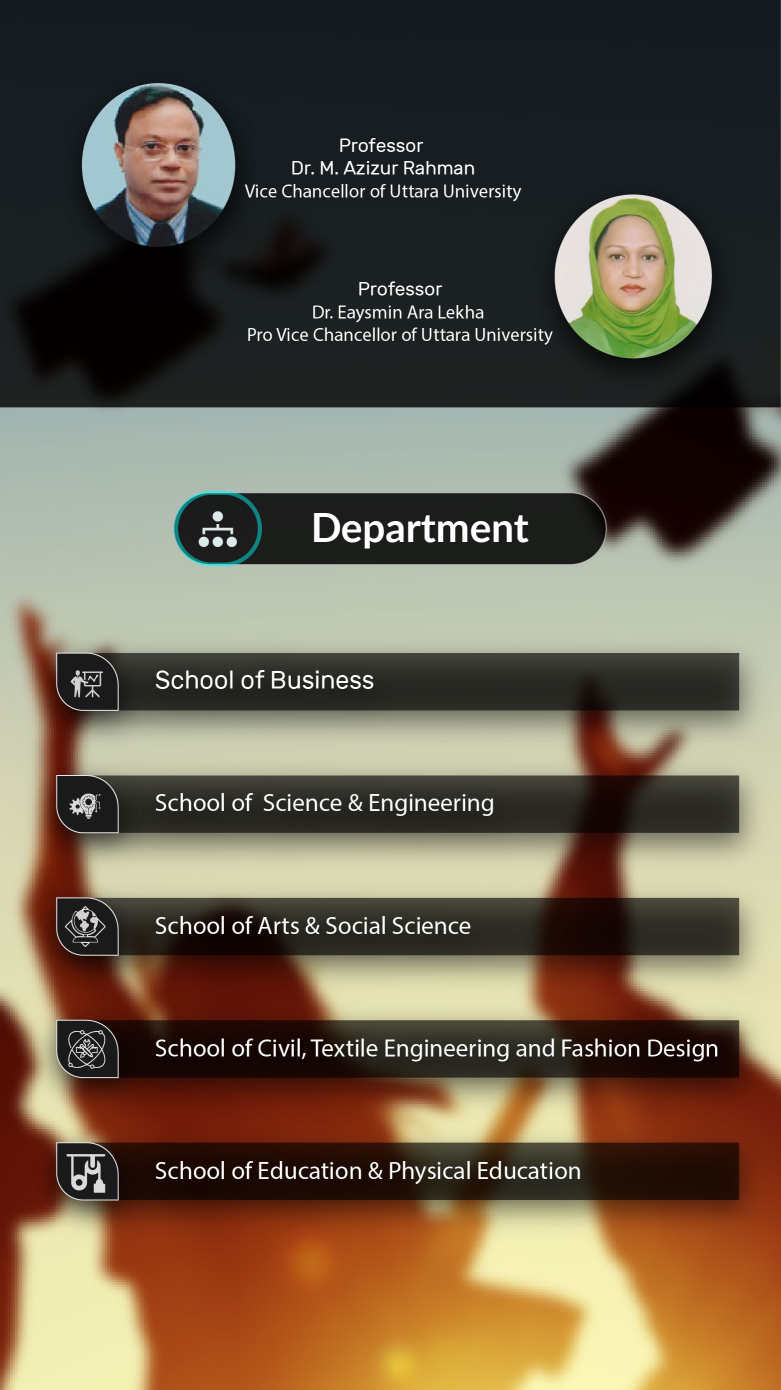 Professor
Dr. M. Azizur Rahman
Vice Chancellor of Uttara University
Professor
Dr. Eaysmin Ara Lekha
Pro Vice Chancellor of Uttara University
Department
School of Business
School of  Science & Engineering
School of Arts & Social Science
School of Civil, Textile Engineering and Fashion Design
School of Education & Physical Education